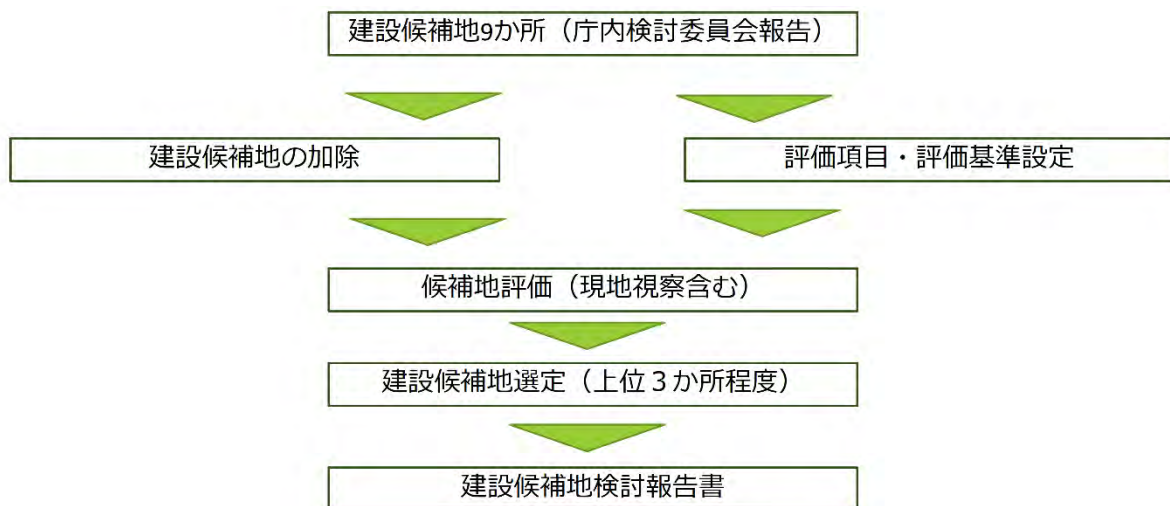 建設候補地9か所（庁内検討委員会報告）
建設候補地の加除
評価項目・評価基準設定
候補地評価（現地視察含む）
建設候補地選定（上位３か所程度）
建設候補地検討報告書